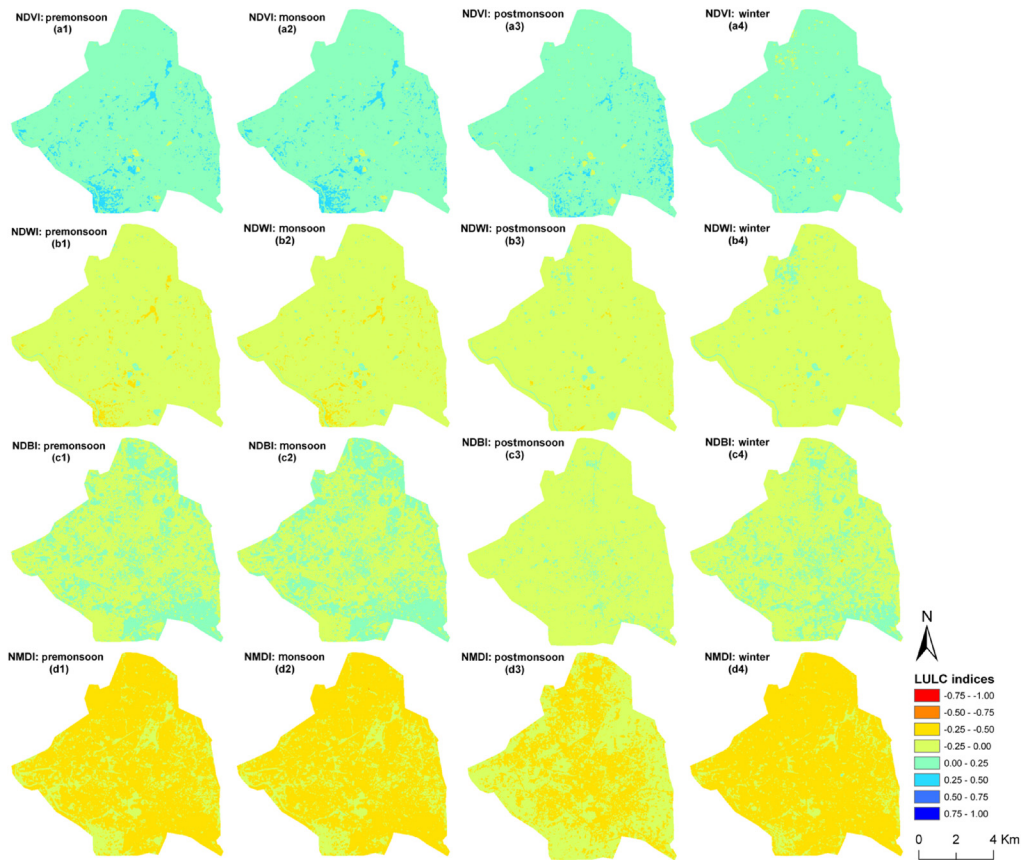 NDVI: premonsoon
(a1)
NDVI: monsoon
(a2)
NDVI: postmonsoon
(a3)
NDVI: winter
(a4)
NDWI: premonsoon
(b1)
NDWI: monsoon
(b2)
NDWI: postmonsoon
(b3)
NDWI: winter
(b4)
NDBI: premonsoon
(c1)
NDBI: monsoon
(c2)
NDBI: postmonsoon
(c3)
NDBI: winter
(c4)
NMDI: premonsoon
(d1)
NMDI: monsoon
(d2)
NMDI: postmonsoon
(d3)
NMDI: winter
(d4)
N
LULC indices
-0.75 - -1.00
-0.50 - -0.75
-0.25 - -0.50
-0.25 - 0.00
0.00 - 0.25
0.25 - 0.50
0.50 - 0.75
0.75 - 1.00
0 2 4 Km